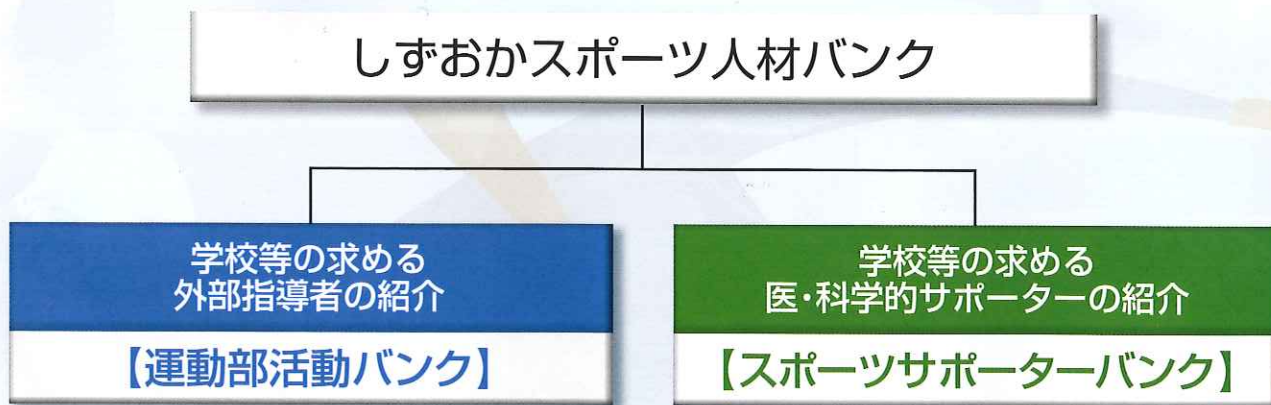 しずおかスポーツ人材バンク
学校等の求める
外部指導者の紹介
【運動部活動バンク】
学校等の求める
医・科学的サポーターの紹介
【スポーツサポーターバンク】